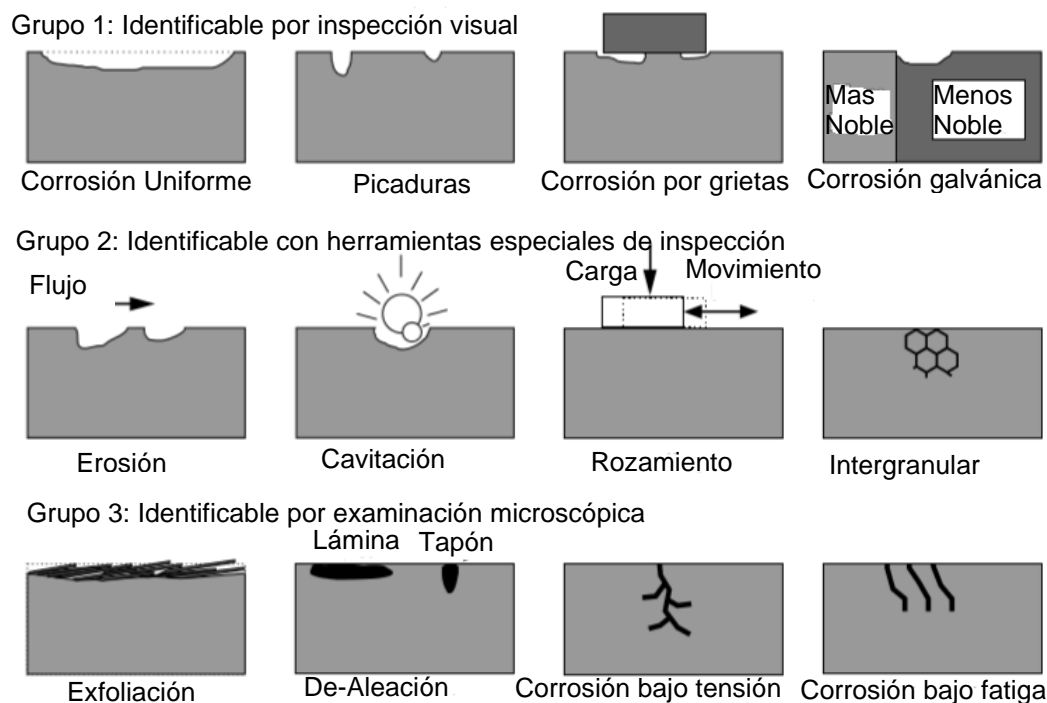 Grupo 1: Identificable por inspección visual
Mas
Noble
Menos
Noble
Corrosión Uniforme
Picaduras
Corrosión por grietas
Corrosión galvánica
Grupo 2: Identificable con herramientas especiales de inspección
Flujo
Carga
Movimiento
Erosión
Cavitación
Rozamiento
Intergranular
Grupo 3: Identificable por examinación microscópica
Lámina
Tapón
Exfoliación
De-Aleación
Corrosión bajo tensión
Corrosión bajo fatiga